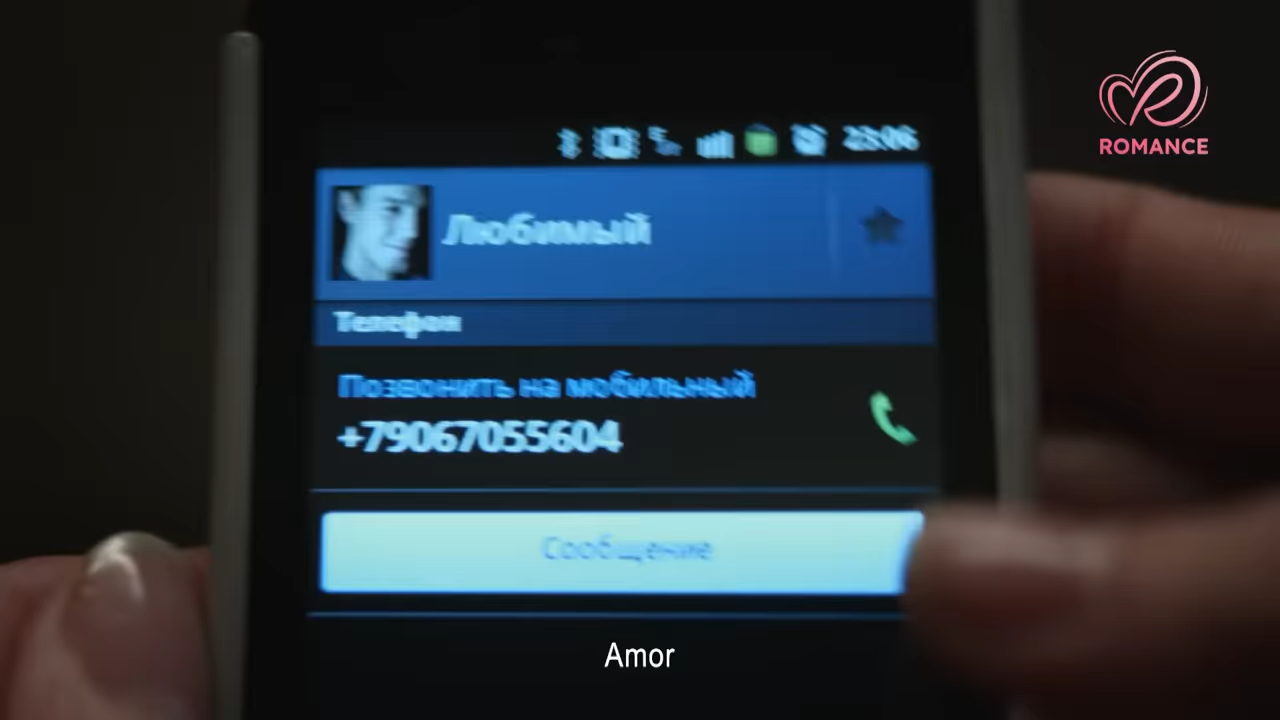 23:06
ROMANCE
Любимый
Телефон
Позвонить на мобильный
+79067055604
Сообщение
Amor